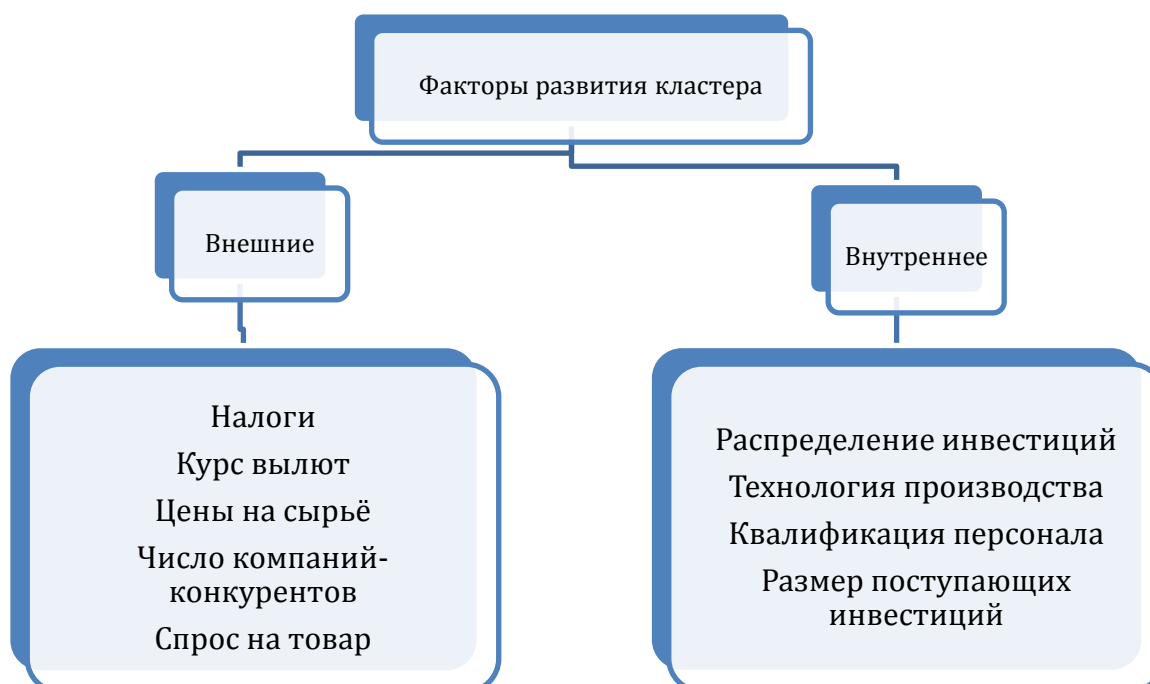 Факторы развития кластера
Внешние
Внутреннее
Налоги
Курс вылют
Цены на сырьё
Число компаний-
конкурентов
Спрос на товар
Распределение инвестиций
Технология производства
Квалификация персонала
Размер поступающих
инвестиций